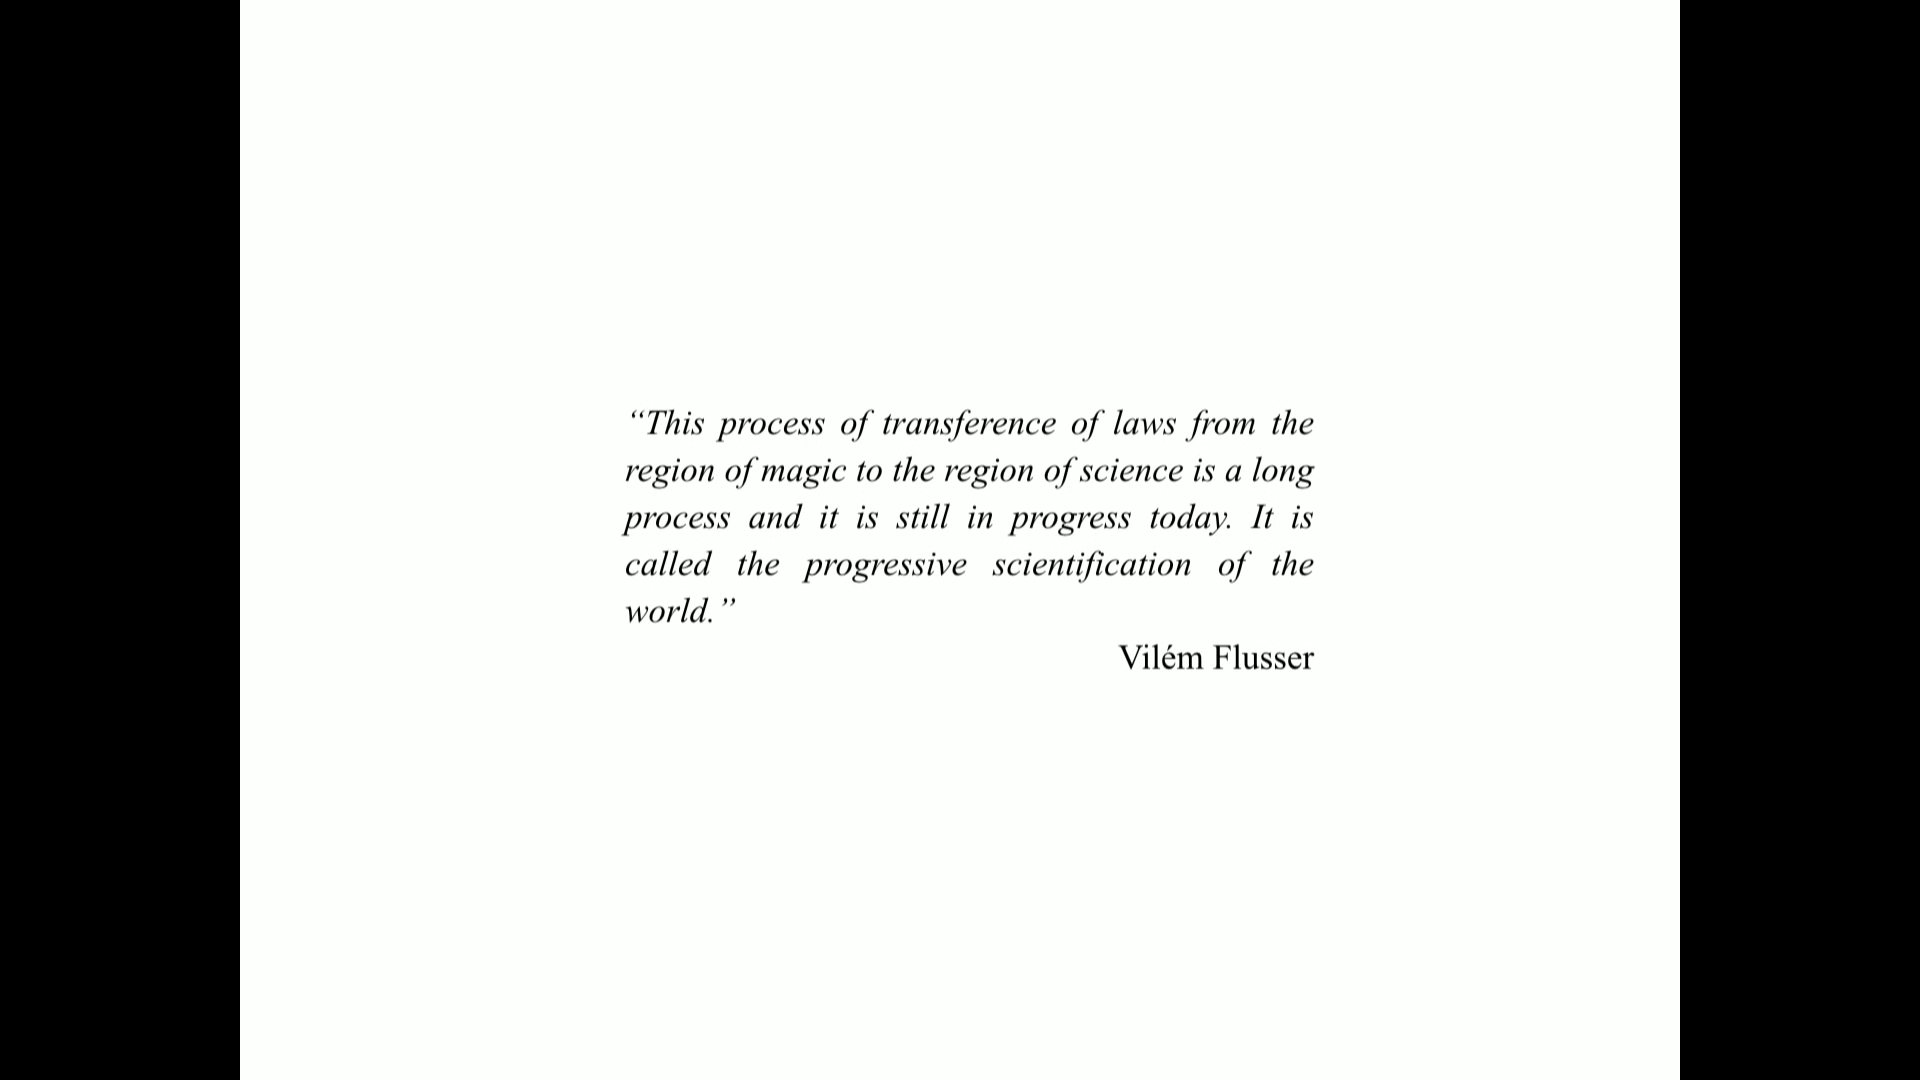 “This process of transference of laws from the
region of magic to the region of science is a long
process and it is still in progress today. It is
called the progressive scientification of the
world.”
Vilém Flusser